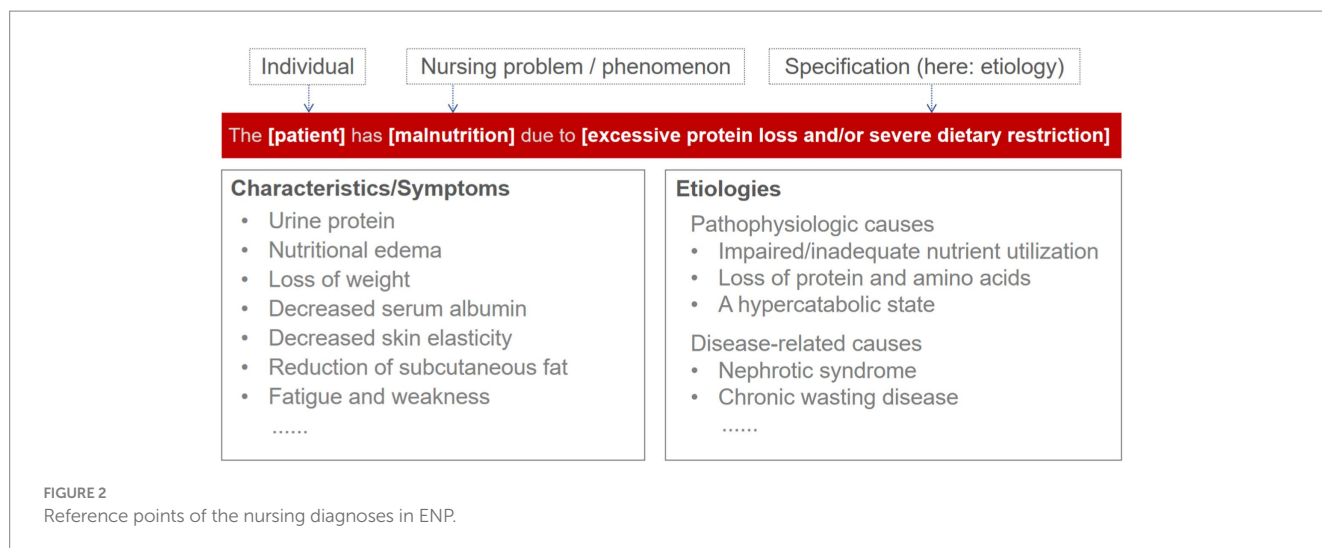 Individual
Nursing problem / phenomenon
Specification (here: etiology)
The [patient] has [malnutrition] due to [excessive protein loss and/or severe dietary restriction]
Characteristics/Symptoms
• Urine protein
• Nutritional edema
• Loss of weight
• Decreased serum albumin
• Decreased skin elasticity
• Reduction of subcutaneous fat
• Fatigue and weakness
......
Etiologies
Pathophysiologic causes
• Impaired/inadequate nutrient utilization
• Loss of protein and amino acids
• A hypercatabolic state
Disease-related causes
• Nephrotic syndrome
• Chronic wasting disease
......
FIGURE 2
Reference points of the nursing diagnoses in ENP.